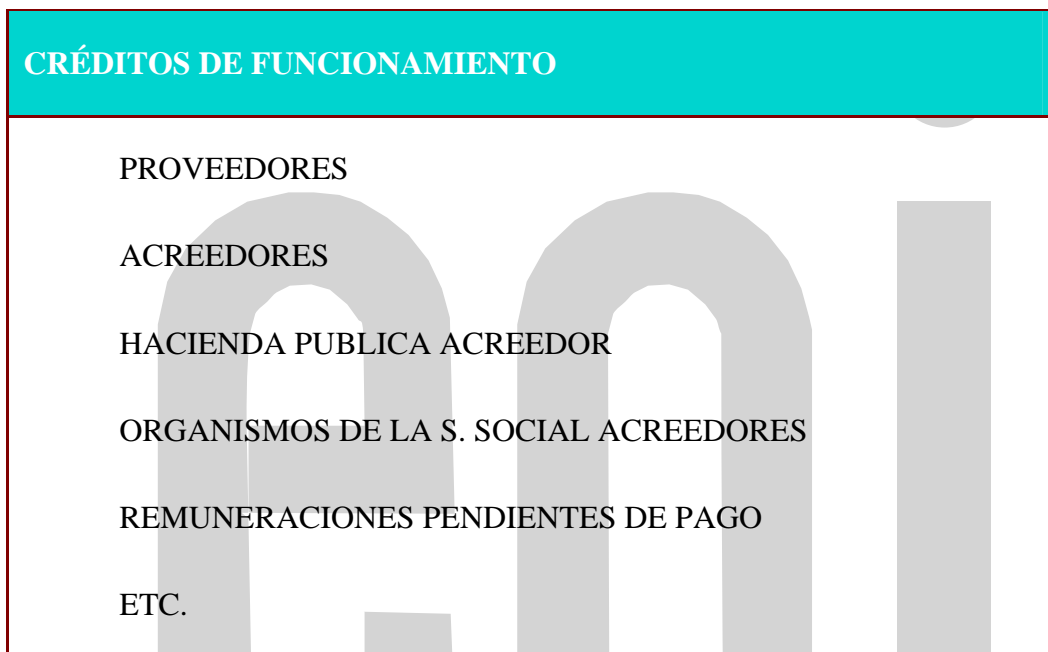 CRÉDITOS DE FUNCIONAMIENTO
PROVEEDORES
ACREEDORES
HACIENDA PUBLICA ACREEDOR
ORGANISMOS DE LA S. SOCIAL ACREEDORES
REMUNERACIONES PENDIENTES DE PAGO
ETC.